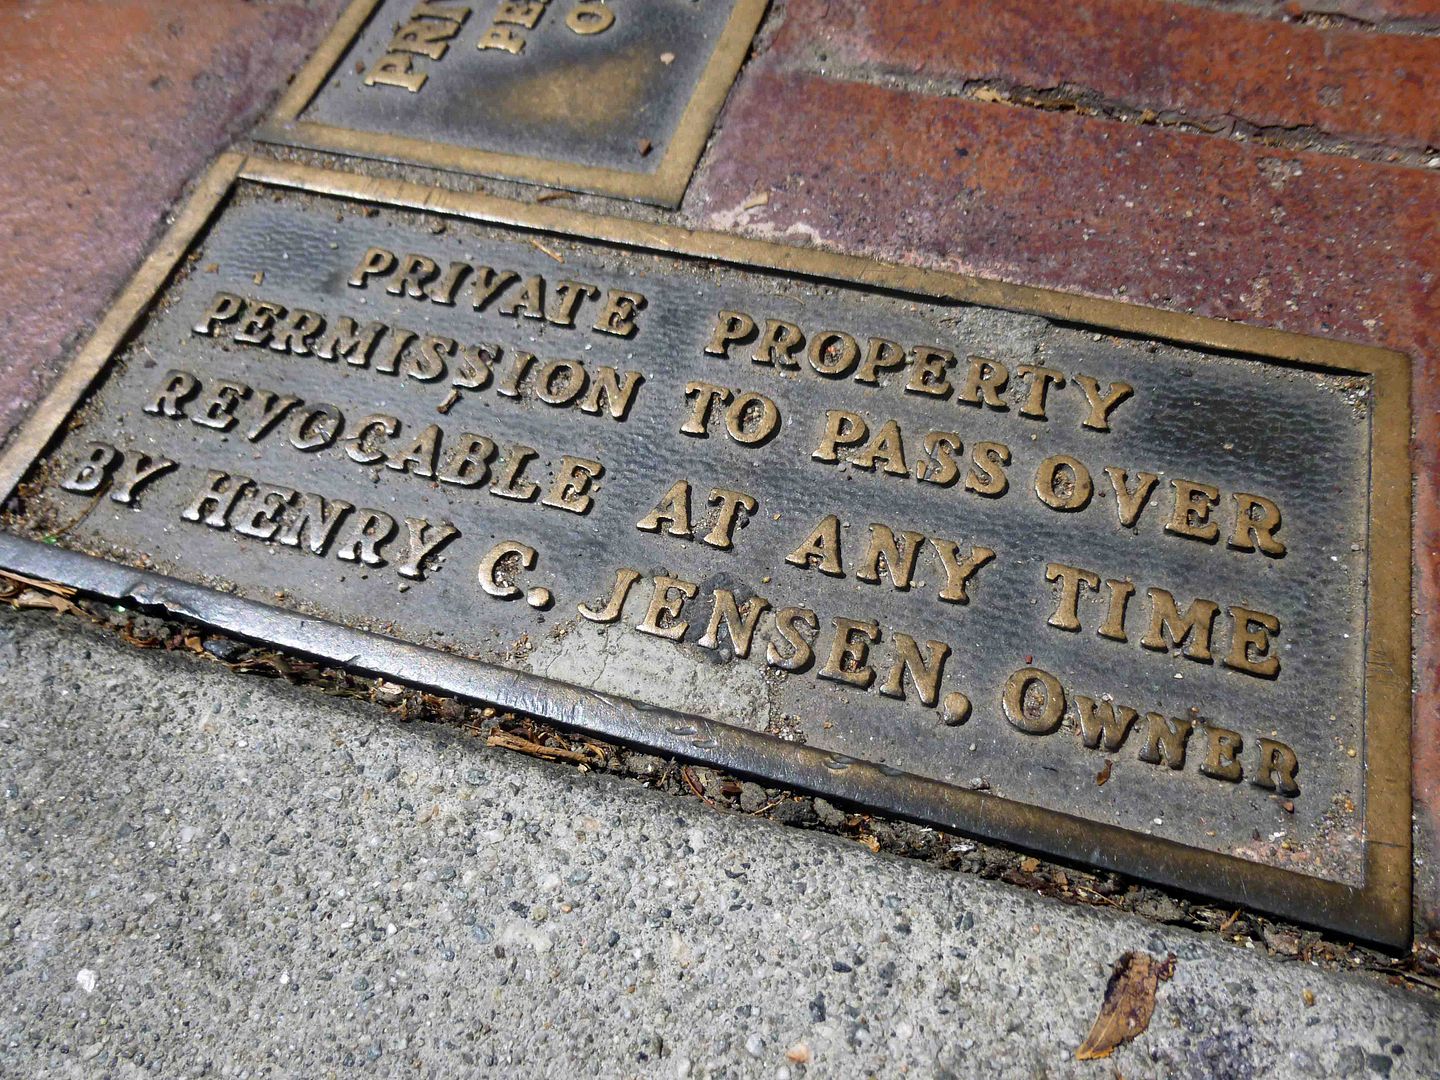 PRIVATE PROPERTY
PERMISSION TO PASS OVER
REVOCABLE AT ANY TIME
BY HENRY C. JENSEN, OWNER